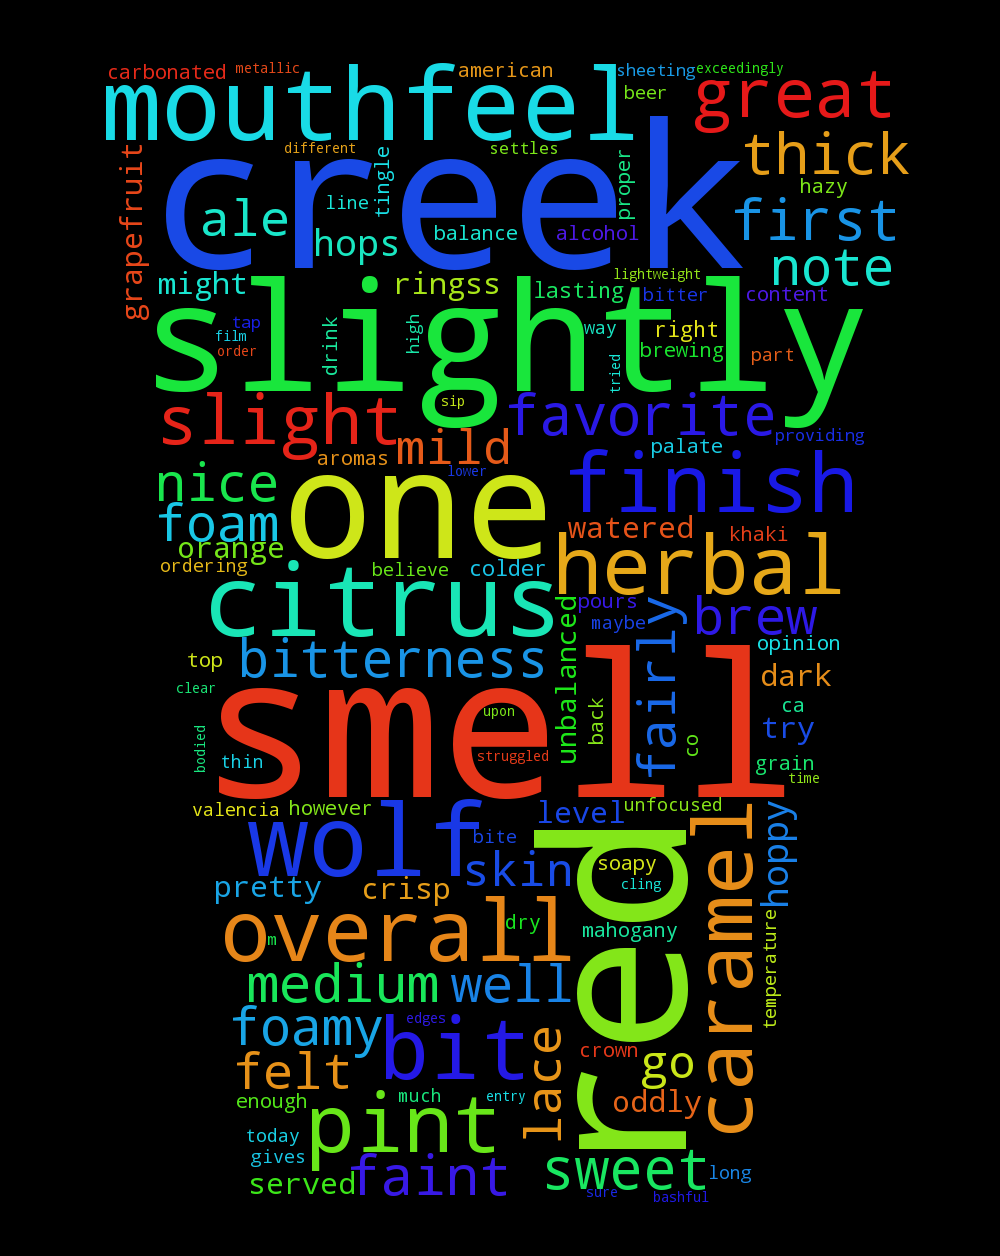 carbonated metallic american sheeting exceedingly
mouthfeel beer great
grapefruit different tingle settles proper thick
creek hazy
ale line hops balance alcohol first
note
might ringss lightweight lasting bitter content
slightly
tap film order drink high way tried right brewing part
slight sip favorite providing
aromas mild lower palate
nice one finish
foam orange watered khaki
ordering believe colder herbal
citrus unbalanced pours maybe fairly brew
top bitterness opinion
clear smell upon back co dark
bodied thin struggled ca try
grain time
valencia however level unfocused
wolf bite red caramel hoppy
pretty crisp skin soapy cling
overall m dry mahogany temperature
medium well
foamy bit edges lace crown go
felt oddly
enough much entry
today pint
gives sweet long
served faint sure bashful